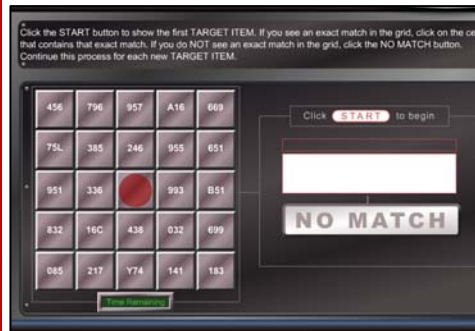 Click the START button to show the first TARGET ITEM. If you see an exact match in the grid, click on the ce
that contains that exact match. If you do NOT see an exact match in the grid, click the NO MATCH button.
Continue this process for each new TARGET ITEM.
456 796 957 A16 669
Click START to begin
75L 385 246 955 651
951 336 993 B51
NO MATCH
832 16C 438 032 699
085 217 Y74 141 183
Time Remaining